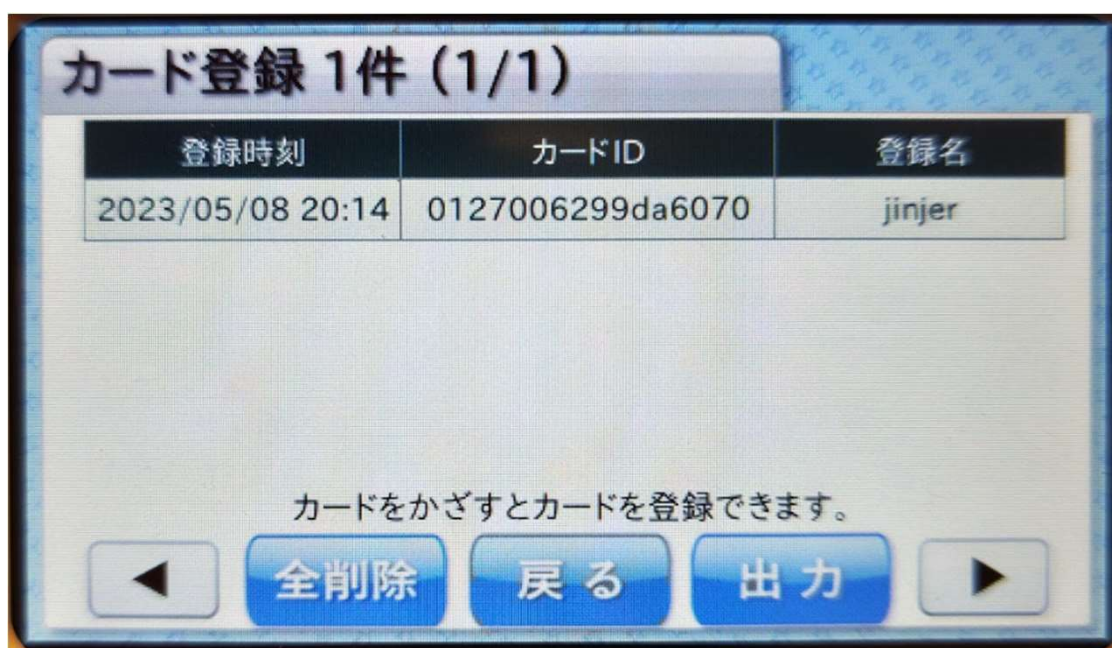 カード登録 1件 (1/1)
登録時刻 カードID 登録名
2023/05/08 20:14 0127006299da6070 jinjer
カードをかざすとカードを登録できます。
◀ 全削除 戻る 出力 ▶